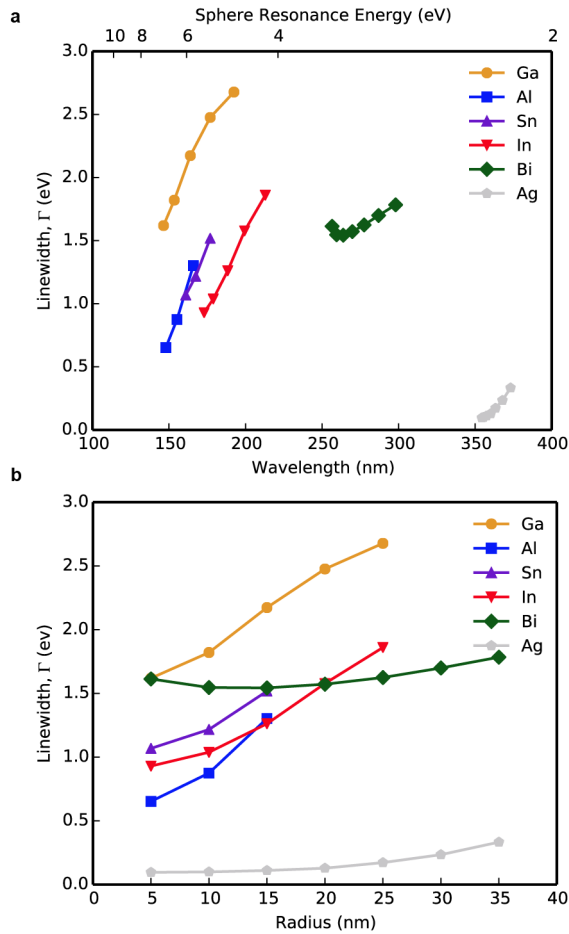 Sphere Resonance Energy (eV)
a
10 8 6 4 2
3.0
2.5
2.0
1.5
1.0
0.5
0.0
Linewidth, Γ (eV)
Ga
Al
Sn
In
Bi
Ag
100 150 200 250 300 350 400
Wavelength (nm)
b
3.0
2.5
2.0
1.5
1.0
0.5
0.0
Linewidth, Γ (ev)
Ga
Al
Sn
In
Bi
Ag
0 5 10 15 20 25 30 35 40
Radius (nm)